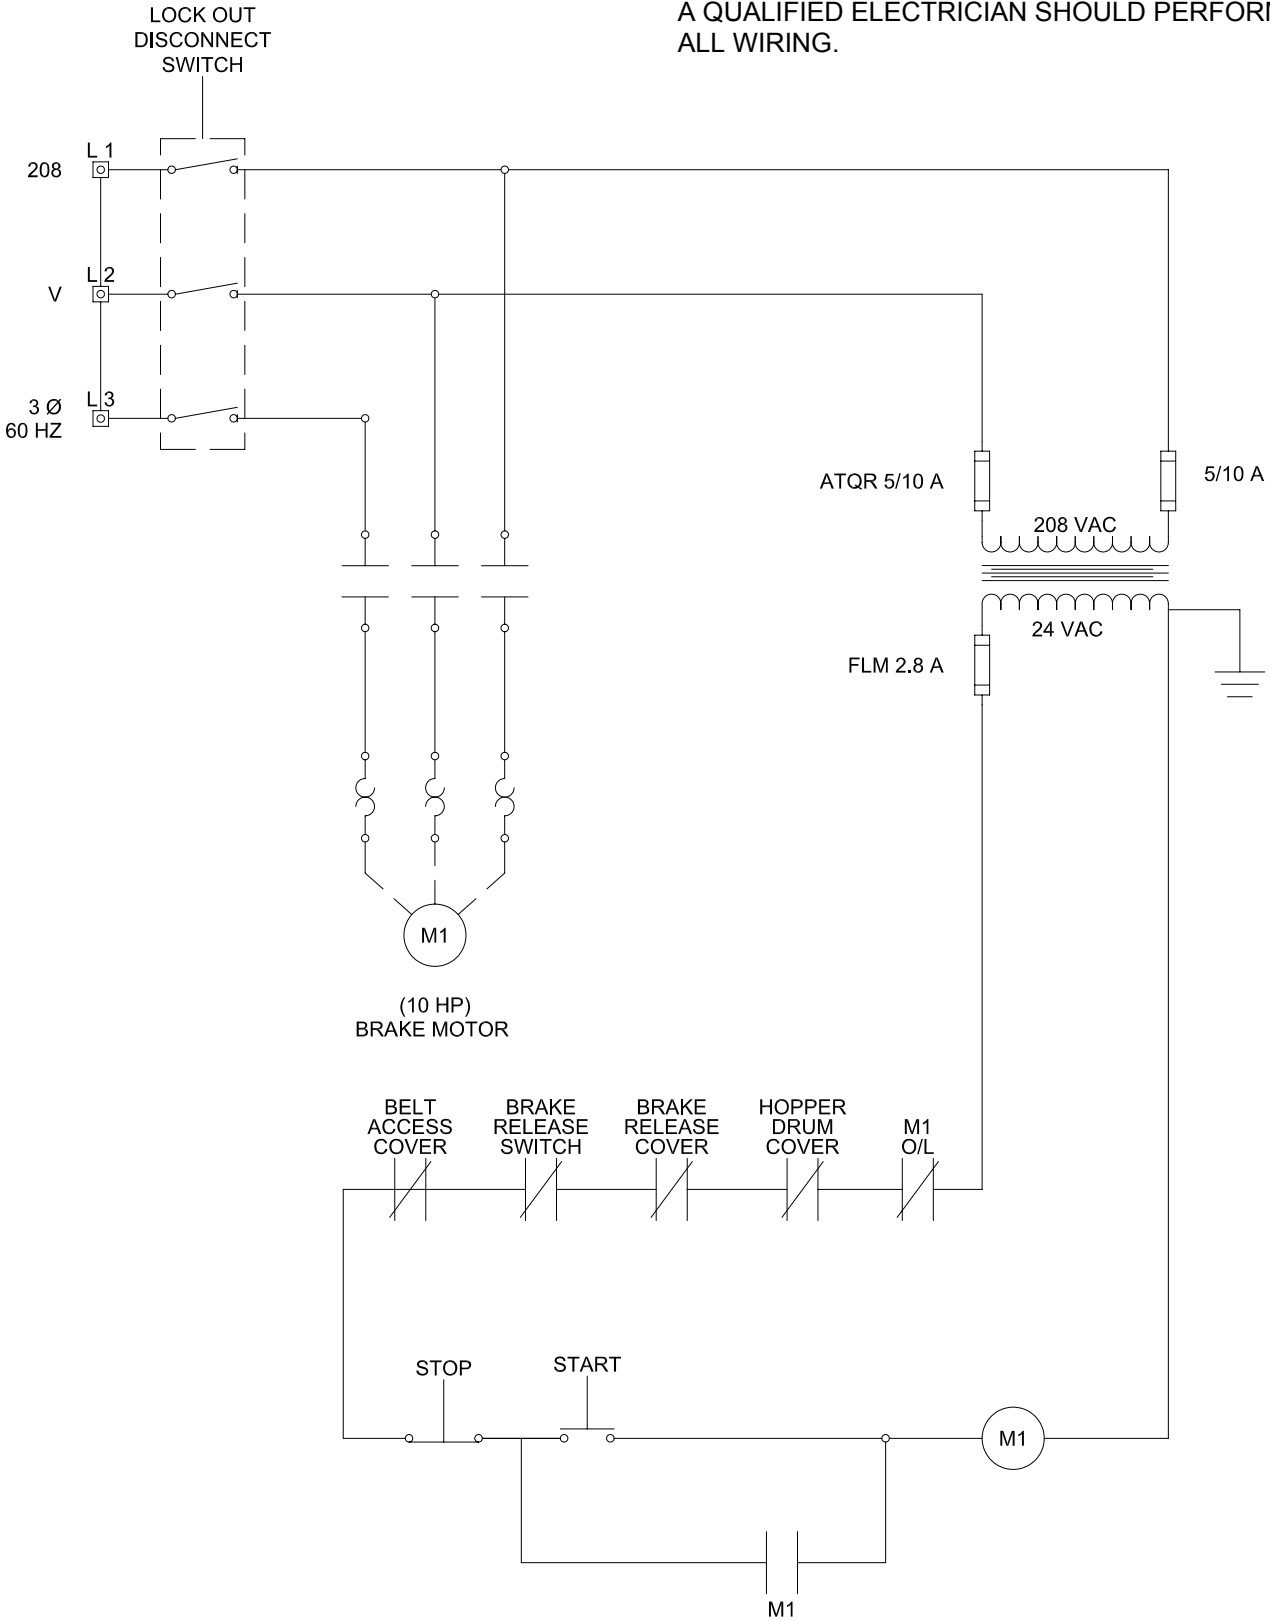 A QUALIFIED ELECTRICIAN SHOULD PERFORM
ALL WIRING.
LOCK OUT
DISCONNECT
SWITCH
L 1
208
L 2
V
L 3
3 Ø
60 HZ
ATQR 5/10 A
5/10 A
208 VAC
24 VAC
FLM 2.8 A
M1
(10 HP)
BRAKE MOTOR
BELT
ACCESS
COVER
BRAKE
RELEASE
SWITCH
BRAKE
RELEASE
COVER
HOPPER
DRUM
COVER
M1
O/L
STOP
START
M1
M1